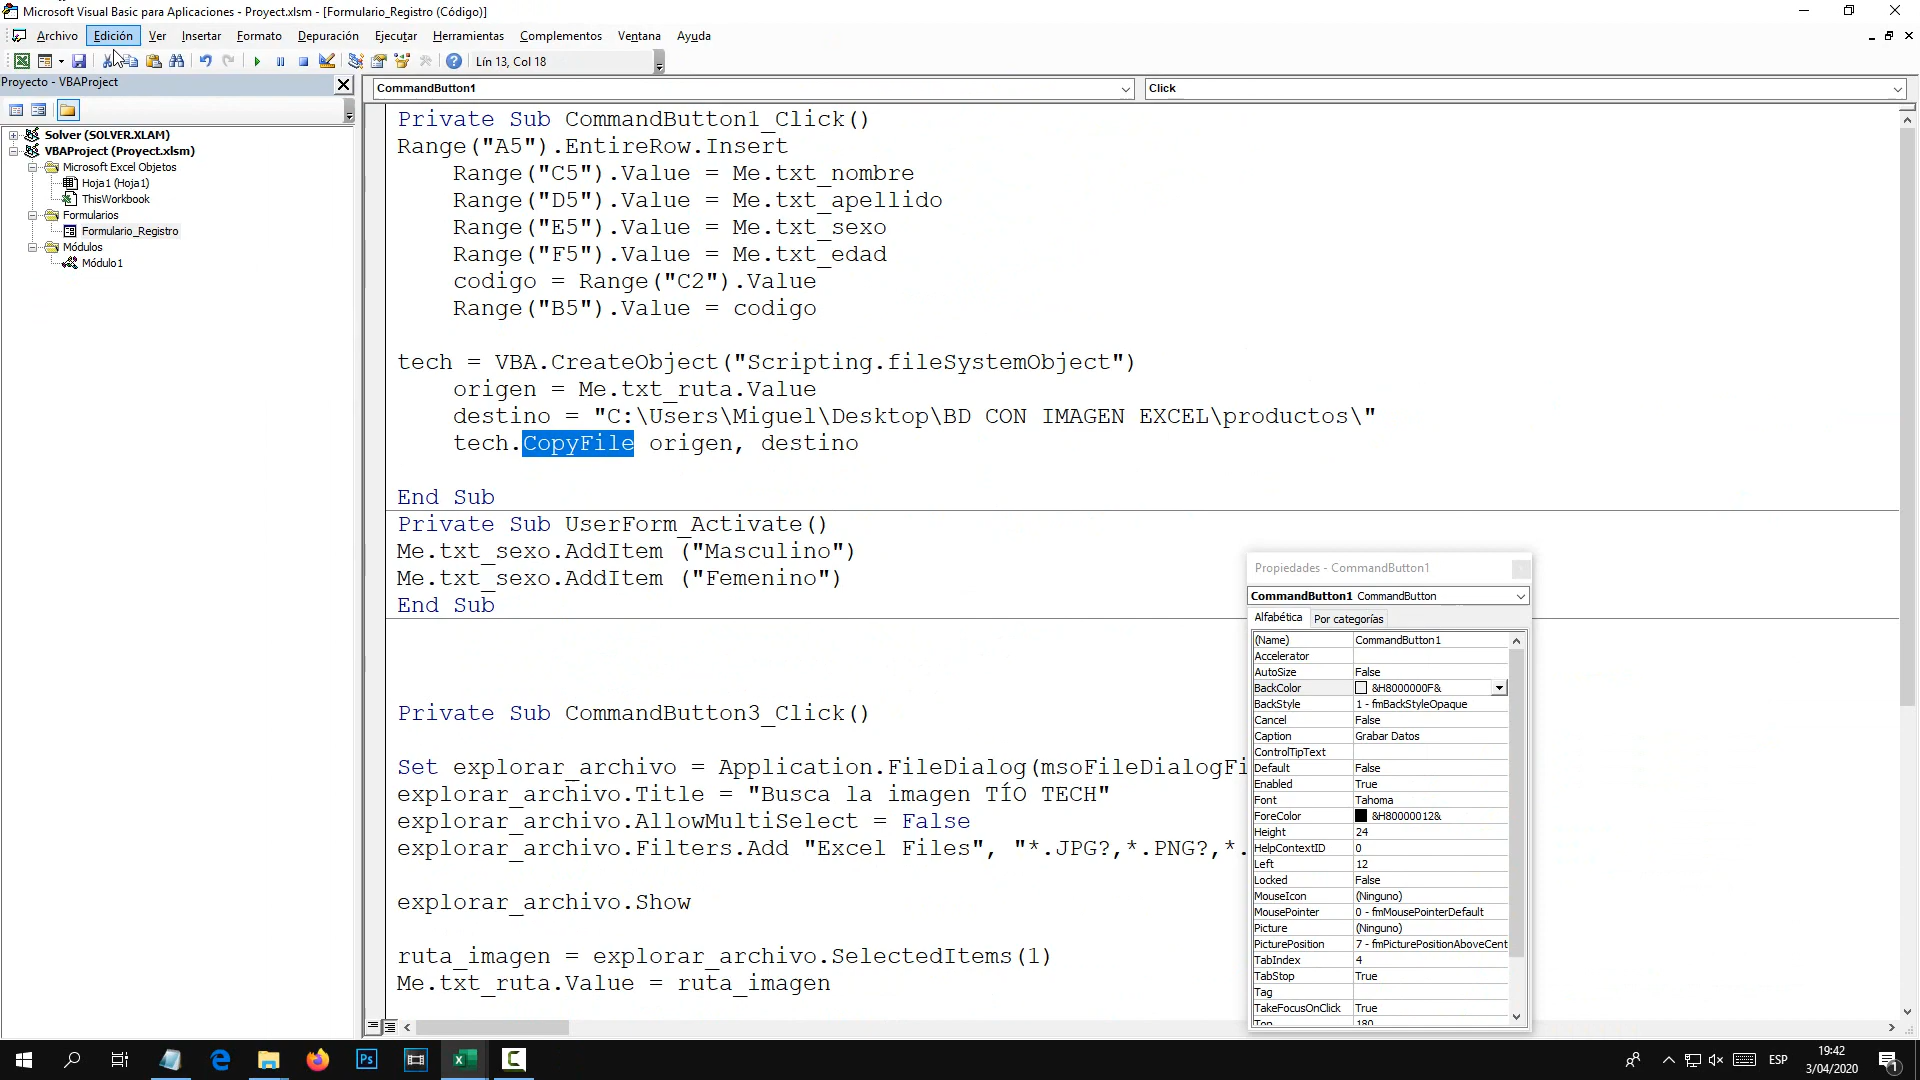 Microsoft Visual Basic para Aplicaciones - Proyect.xlsm - [Formulario_Registro (Código)]
Archivo Edición Ver Insertar Formato Depuración Ejecutar Herramientas Complementos Ventana Ayuda
Lín 13, Col 18
Proyecto - VBAProject
Solver (SOLVER.XLAM)
VBAProject (Proyect.xlsm)
Microsoft Excel Objetos
Hoja1 (Hoja1)
ThisWorkbook
Formularios
Formulario_Registro
Módulos
Módulo1
CommandButton1
Click
Private Sub CommandButton1_Click()
Range("A5").EntireRow.Insert
Range("C5").Value = Me.txt_nombre
Range("D5").Value = Me.txt_apellido
Range("E5").Value = Me.txt_sexo
Range("F5").Value = Me.txt_edad
codigo = Range("C2").Value
Range("B5").Value = codigo
tech = VBA.CreateObject("Scripting.fileSystemObject")
origen = Me.txt_ruta.Value
destino = "C:\Users\Miguel\Desktop\BD CON IMAGEN EXCEL\productos\"
tech.CopyFile origen, destino
End Sub
Private Sub UserForm_Activate()
Me.txt_sexo.AddItem ("Masculino")
Me.txt_sexo.AddItem ("Femenino")
End Sub
Private Sub CommandButton3_Click()
Set explorar_archivo = Application.FileDialog(msoFileDialogFi
explorar_archivo.Title = "Busca la imagen TÍO TECH"
explorar_archivo.AllowMultiSelect = False
explorar_archivo.Filters.Add "Excel Files", "*.JPG?,*.PNG?,*.
explorar_archivo.Show
ruta_imagen = explorar_archivo.SelectedItems(1)
Me.txt_ruta.Value = ruta_imagen
Propiedades - CommandButton1
CommandButton1 CommandButton
Alfabética Por categorías
(Name) CommandButton1
Accelerator
AutoSize False
BackColor &H8000000F&
BackStyle 1 - fmBackStyleOpaque
Cancel False
Caption Grabar Datos
ControlTipText
Default False
Enabled True
Font Tahoma
ForeColor &H80000012&
Height 24
HelpContextID 0
Left 12
Locked False
MouseIcon (Ninguno)
MousePointer 0 - fmMousePointerDefault
Picture (Ninguno)
PicturePosition 7 - fmPicturePositionAboveCent
TabIndex 4
TabStop True
Tag
TakeFocusOnClick True
Top 180
Ps
ESP
19:42
3/04/2020
1